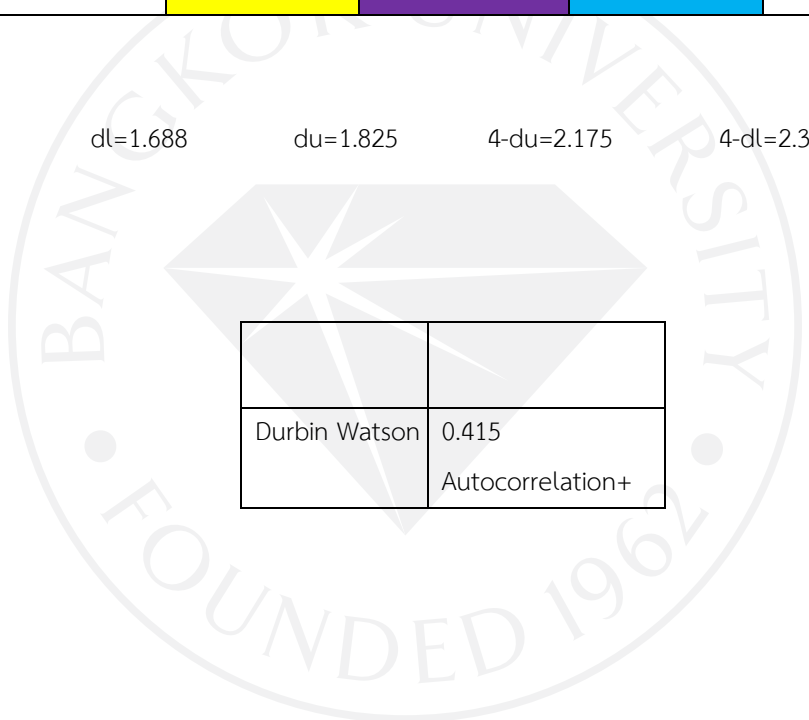 dl=1.688 du=1.825 4-du=2.175 4-dl=2.3
Durbin Watson 0.415
Autocorrelation+
BANGKOK UNIVERSITY
FOUNDED 1962